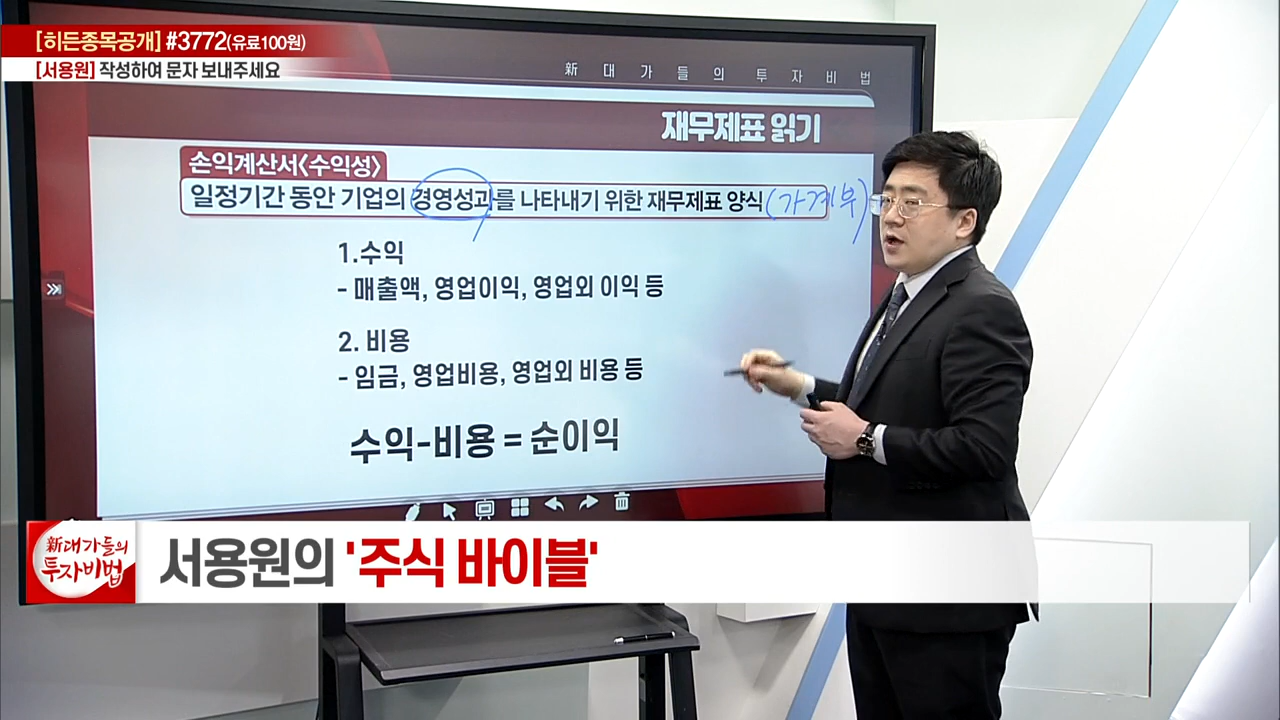 [히든종목공개] #3772(유료100원)
[서용원] 작성하여 문자 보내주세요
新 대가들의 투자비법
재무제표 읽기
손익계산서<수익성>
일정기간 동안 기업의 경영성과를 나타내기 위한 재무제표 양식 (가계부)
1.수익
- 매출액, 영업이익, 영업외 이익 등
2. 비용
- 임금, 영업비용, 영업외 비용 등
수익-비용 = 순이익
新대가들의
투자비법
서용원의 '주식 바이블'